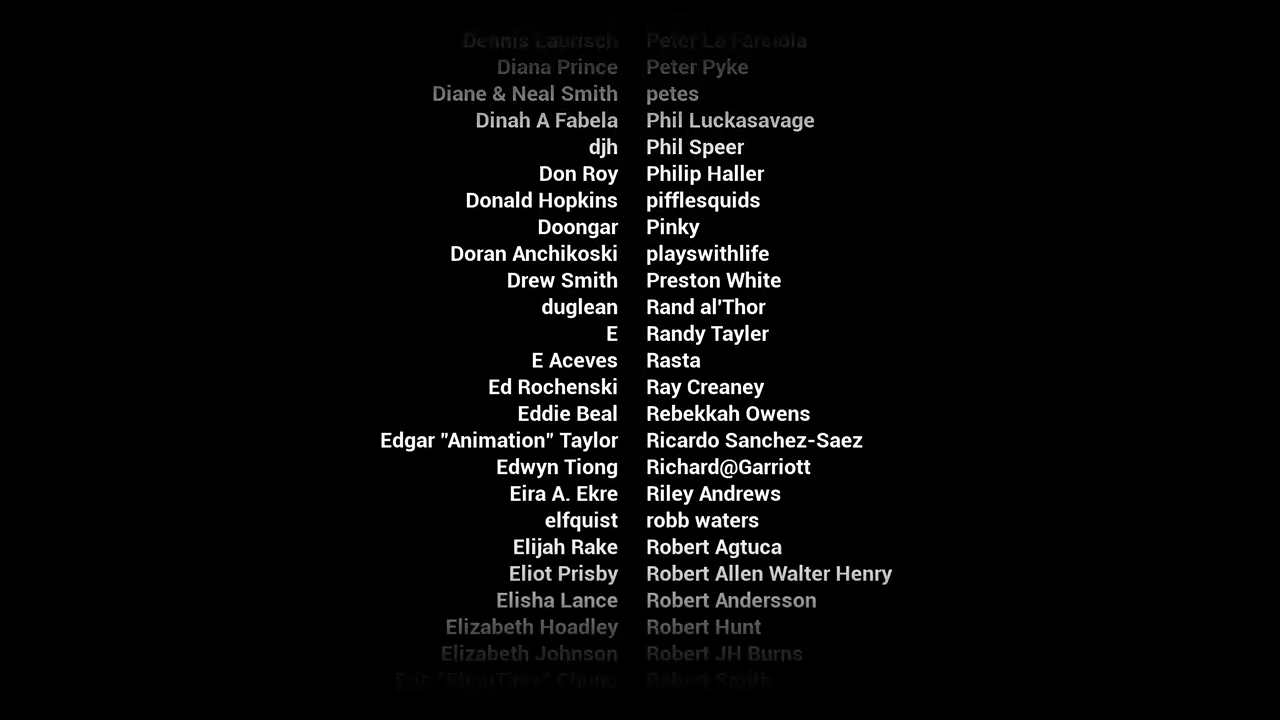 Dennis Laurisch Peter La
Diana Prince Peter Pyke
Diane & Neal Smith petes
Dinah A Fabela Phil Luckasavage
djh Phil Speer
Don Roy Philip Haller
Donald Hopkins pifflesquids
Doongar Pinky
Doran Anchikoski playswithlife
Drew Smith Preston White
duglean Rand al'Thor
E Randy Tayler
E Aceves Rasta
Ed Rochenski Ray Creaney
Eddie Beal Rebekkah Owens
Edgar "Animation" Taylor Ricardo Sanchez-Saez
Edwyn Tiong Richard@Garriott
Eira A. Ekre Riley Andrews
elfquist robb waters
Elijah Rake Robert Agtuca
Eliot Prisby Robert Allen Walter Henry
Elisha Lance Robert Andersson
Elizabeth Hoadley Robert Hunt
Elizabeth Johnson Robert JH Burns
Robert Smith